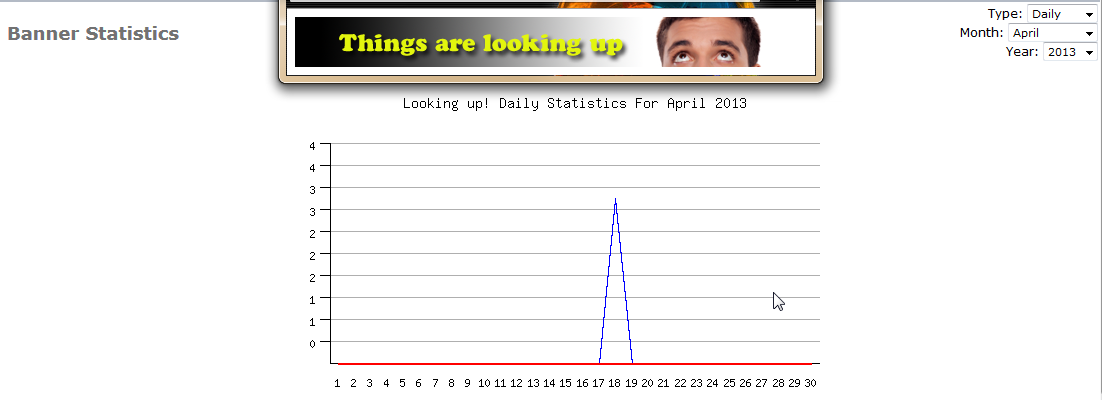 Banner Statistics
Things are looking up
Type: Daily
Month: April
Year: 2013
Looking up! Daily Statistics For April 2013
4
4
3
3
2
2
2
1
1
0
1 2 3 4 5 6 7 8 9 10 11 12 13 14 15 16 17 18 19 20 21 22 23 24 25 26 27 28 29 30